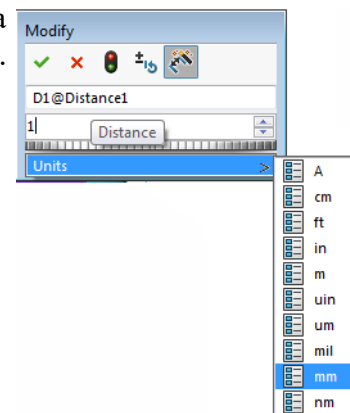 a
Modify
.
D1@Distance1
1
Distance
Units >
A
cm
ft
in
m
uin
um
mil
mm
nm